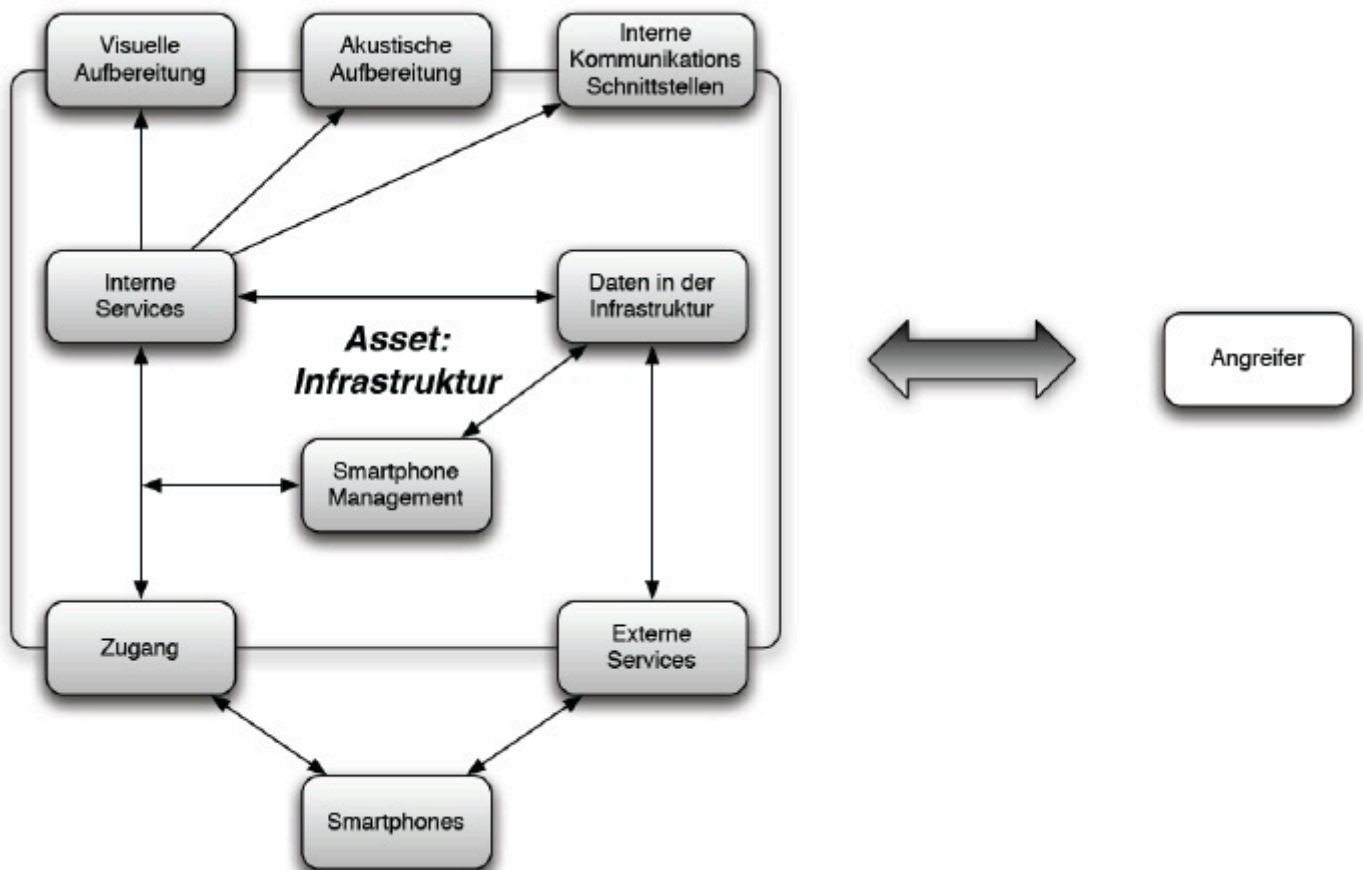 Visuelle
Aufbereitung
Akustische
Aufbereitung
Interne
Kommunikations
Schnittstellen
Interne
Services
Daten in der
Infrastruktur
Asset:
Infrastruktur
Angreifer
Smartphone
Management
Zugang
Externe
Services
Smartphones